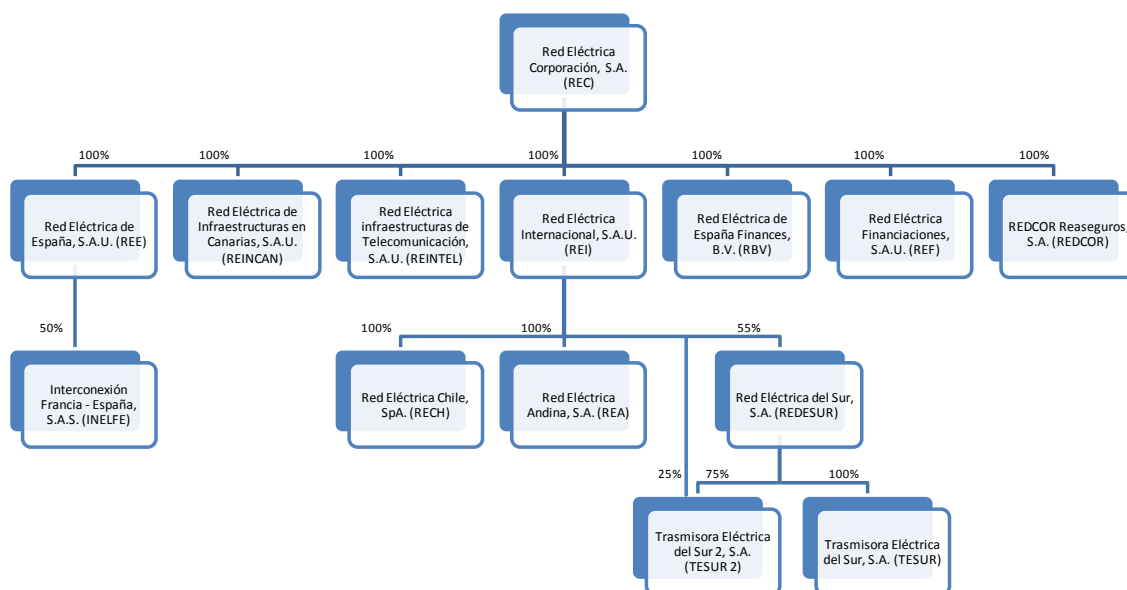 Red Eléctrica
Corporación, S.A.
(REC)
100%
100%
100%
100%
100%
100%
100%
Red Eléctrica de
España, S.A.U. (REE)
Red Eléctrica de
Infraestructuras en
Canarias, S.A.U.
(REINCAN)
Red Eléctrica
infraestructuras de
Telecomunicación,
S.A.U. (REINTEL)
Red Eléctrica
Internacional, S.A.U.
(REI)
Red Eléctrica de
España Finances,
B.V. (RBV)
Red Eléctrica
Financiaciones,
S.A.U. (REF)
REDCOR Reaseguros,
S.A. (REDCOR)
50%
100%
100%
55%
Interconexión
Francia - España,
S.A.S. (INELFE)
Red Eléctrica Chile,
SpA. (RECH)
Red Eléctrica
Andina, S.A. (REA)
Red Eléctrica del Sur,
S.A. (REDESUR)
25%
75%
100%
Trasmisora Eléctrica
del Sur 2, S.A.
(TESUR 2)
Trasmisora Eléctrica
del Sur, S.A. (TESUR)